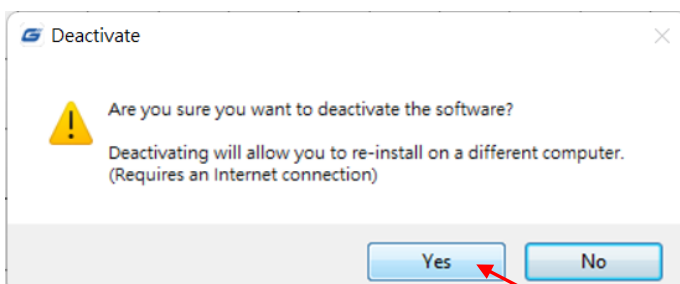 Deactivate
Are you sure you want to deactivate the software?
Deactivating will allow you to re-install on a different computer.
(Requires an Internet connection)
Yes No